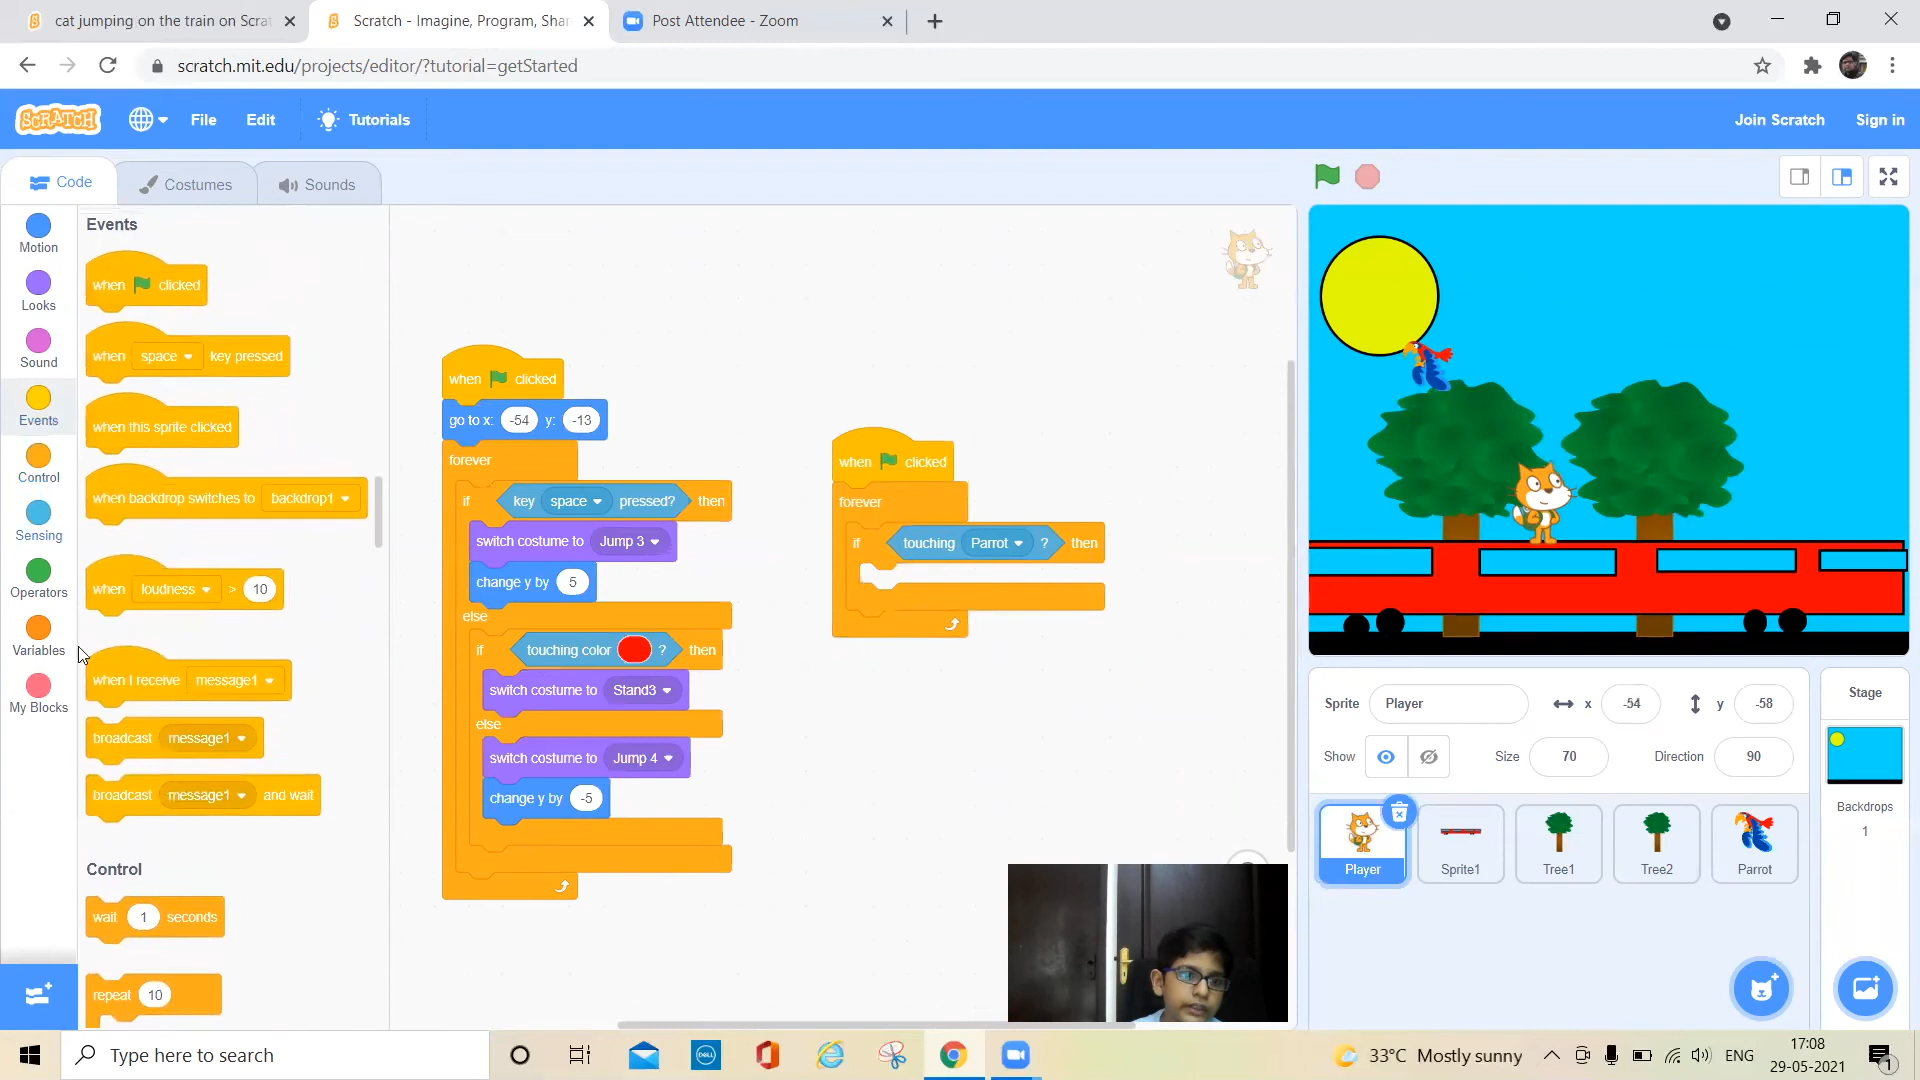 cat jumping on the train on Scrat
Scratch - Imagine, Program, Shar
Post Attendee - Zoom
scratch.mit.edu/projects/editor/?tutorial=getStarted
SCRATCH
File
Edit
Tutorials
Join Scratch
Sign in
Code
Costumes
Sounds
Motion
Looks
Sound
Events
Control
Sensing
Operators
Variables
My Blocks
Events
when clicked
when space key pressed
when this sprite clicked
when backdrop switches to backdrop1
when loudness > 10
when I receive message1
broadcast message1
broadcast message1 and wait
Control
wait 1 seconds
repeat 10
when clicked
go to x: -54 y: -13
forever
if key space pressed? then
switch costume to Jump 3
change y by 5
else
if touching color ? then
switch costume to Stand3
else
switch costume to Jump 4
change y by -5
when clicked
forever
if touching Parrot ? then
Sprite Player x -54 y -58
Show Size 70 Direction 90
Player
Sprite1
Tree1
Tree2
Parrot
Stage
Backdrops
1
Type here to search
DELL
33°C Mostly sunny
ENG
17:08
29-05-2021
1